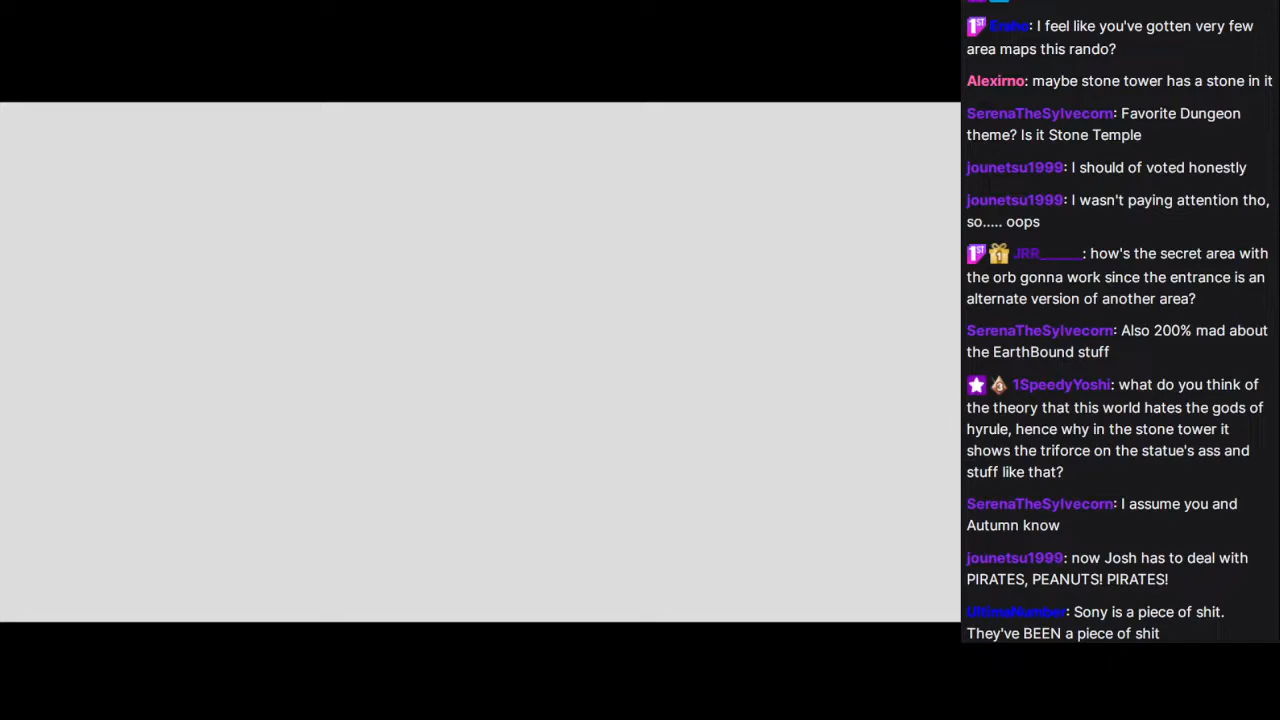 Ersho: I feel like you've gotten very few
area maps this rando?
Alexirno: maybe stone tower has a stone in it
SerenaTheSylvecorn: Favorite Dungeon
theme? Is it Stone Temple
jounetsu1999: I should of voted honestly
jounetsu1999: I wasn't paying attention tho,
so..... oops
JRR______: how's the secret area with
the orb gonna work since the entrance is an
alternate version of another area?
SerenaTheSylvecorn: Also 200% mad about
the EarthBound stuff
1SpeedyYoshi: what do you think of
the theory that this world hates the gods of
hyrule, hence why in the stone tower it
shows the triforce on the statue's ass and
stuff like that?
SerenaTheSylvecorn: I assume you and
Autumn know
jounetsu1999: now Josh has to deal with
PIRATES, PEANUTS! PIRATES!
UltimaNumber: Sony is a piece of shit.
They've BEEN a piece of shit